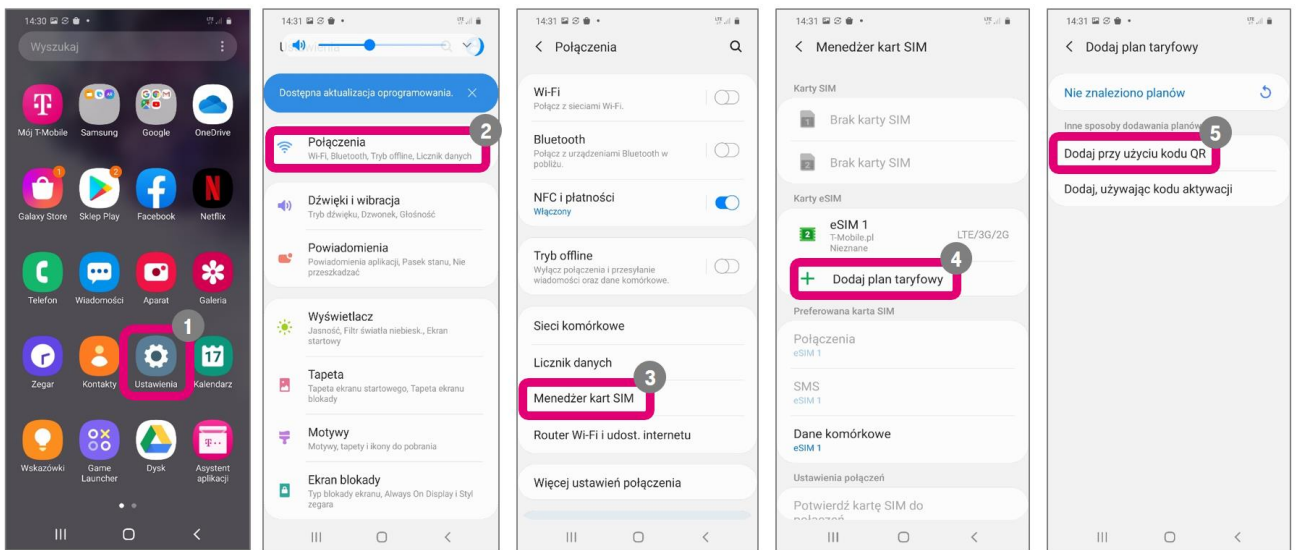 14:30
Wyszukaj
Mój T-Mobile
Samsung
Google
OneDrive
1
2
Galaxy Store
Sklep Play
Facebook
Netflix
Telefon
Wiadomości
Aparat
Galeria
1
17
Zegar
Kontakty
Ustawienia
Kalendarz
Wskazówki
Game
Launcher
Dysk
Asystent
aplikacji
14:31
Dostępna aktualizacja oprogramowania.
2
Połączenia
Wi-Fi, Bluetooth, Tryb offline, Licznik danych
Dźwięki i wibracja
Tryb dźwięku, Dzwonek, Głośność
Powiadomienia
Powiadomienia aplikacji, Pasek stanu, Nie
przeszkadzać
Wyświetlacz
Jasność, Filtr światła niebiesk., Ekran
startowy
Tapeta
Tapeta ekranu startowego, Tapeta ekranu
blokady
Motywy
Motywy, tapety i ikony do pobrania
Ekran blokady
Typ blokady ekranu, Always On Display i Styl
zegara
14:31
Połączenia
Wi-Fi
Połącz z sieciami Wi-Fi.
Bluetooth
Połącz z urządzeniami Bluetooth w
pobliżu.
NFC i płatności
Włączony
Tryb offline
Wyłącz połączenia i przesyłanie
wiadomości oraz dane komórkowe.
Sieci komórkowe
Licznik danych
3
Menedżer kart SIM
Router Wi-Fi i udost. internetu
Więcej ustawień połączenia
14:31
Menedżer kart SIM
Karty SIM
1
Brak karty SIM
2
Brak karty SIM
Karty eSIM
2
eSIM 1
T-Mobile.pl
Nieznane
LTE/3G/2G
4
Dodaj plan taryfowy
Preferowana karta SIM
Połączenia
eSIM 1
SMS
eSIM 1
Dane komórkowe
eSIM 1
Ustawienia połączeń
Potwierdź kartę SIM do
połączeń
14:31
Dodaj plan taryfowy
Nie znaleziono planów
Inne sposoby dodawania planów
5
Dodaj przy użyciu kodu QR
Dodaj, używając kodu aktywacji